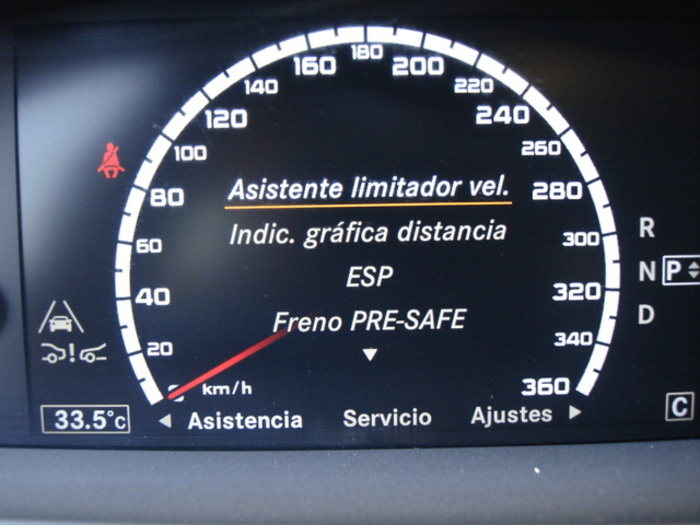 180
160
200
140
220
120
240
100
260
Asistente limitador vel.
80
280
Indic. gráfica distancia
R
60
300
ESP
N
P
40
320
Freno PRE-SAFE
D
20
340
0
km/h
360
33.5°C
Asistencia
Servicio
Ajustes
C